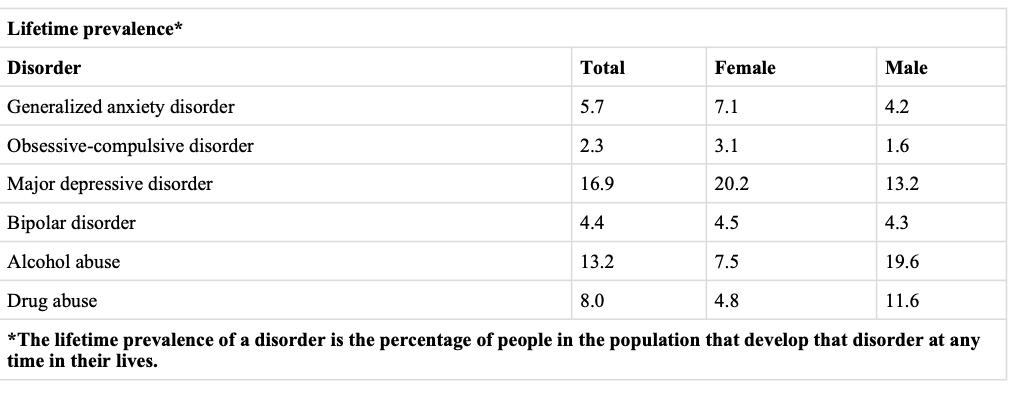 Lifetime prevalence*
Disorder Total Female Male
Generalized anxiety disorder 5.7 7.1 4.2
Obsessive-compulsive disorder 2.3 3.1 1.6
Major depressive disorder 16.9 20.2 13.2
Bipolar disorder 4.4 4.5 4.3
Alcohol abuse 13.2 7.5 19.6
Drug abuse 8.0 4.8 11.6
*The lifetime prevalence of a disorder is the percentage of people in the population that develop that disorder at any
time in their lives.